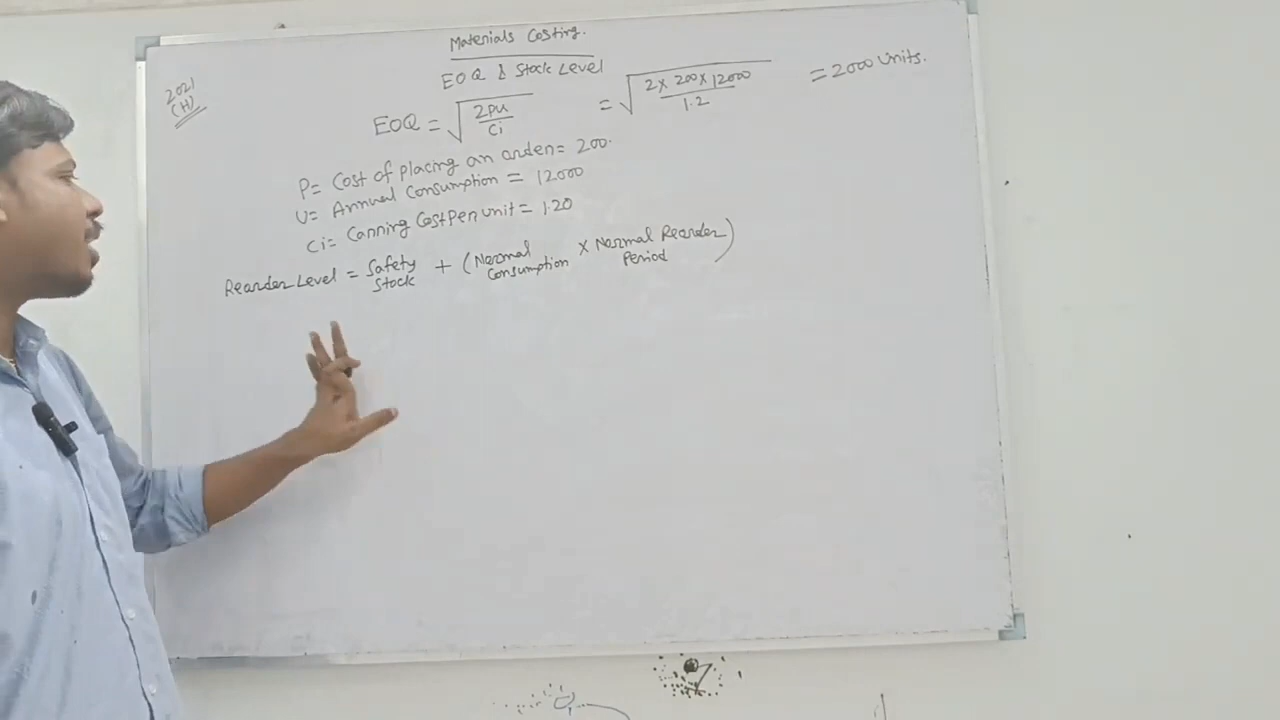 Materials Costing.
2021
(H)
EOQ & Stock Level
EOQ = √(2PU/Ci) = √(2 x 200 x 12000/1.2) = 2000 Units.
P = Cost of Placing an order = 200.
U = Annual Consumption = 12000
Ci = Carrying Cost Per unit = 1.20
Reorder Level = Safety Stock + (Normal Consumption X Normal Reorder Period)